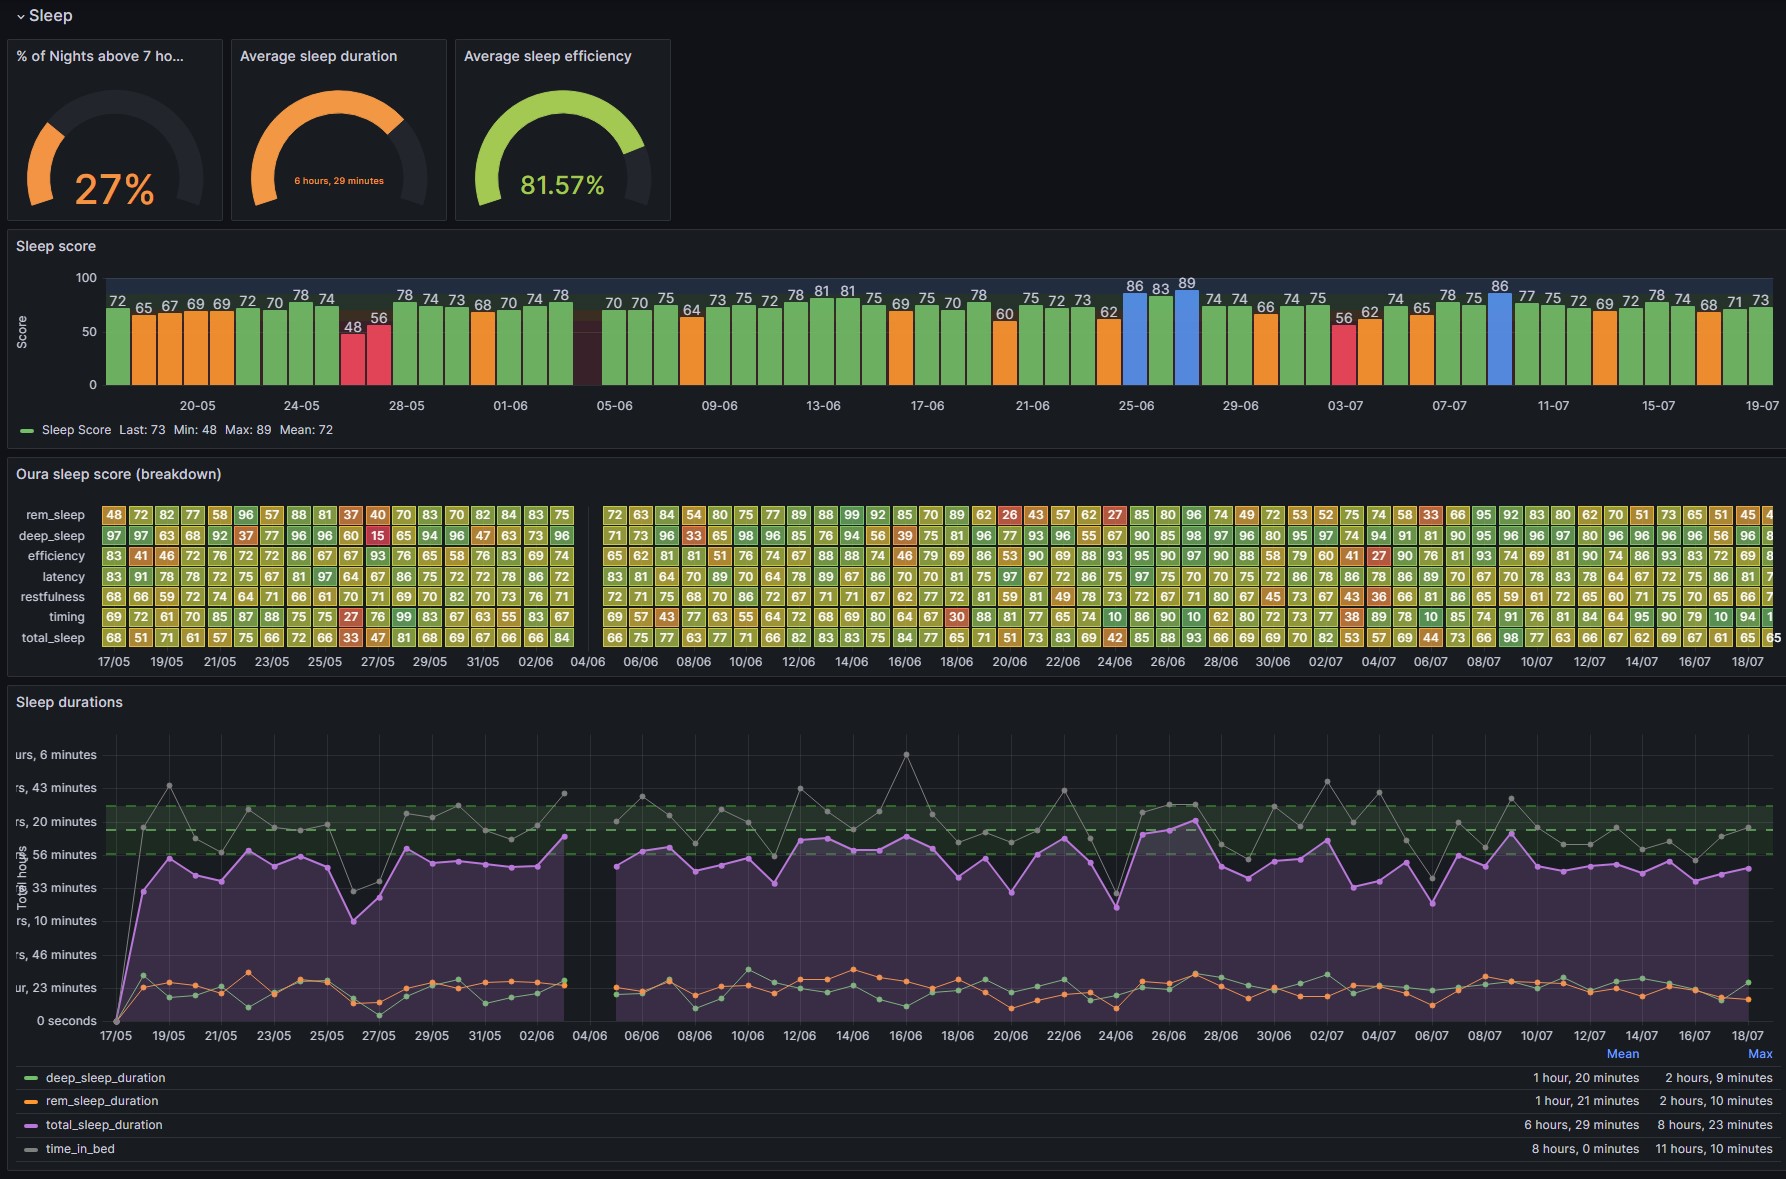 Sleep
% of Nights above 7 ho... Average sleep duration Average sleep efficiency
27% 6 hours, 29 minutes 81.57%
Sleep score
Score
100
50
0
72 65 67 69 69 72 70 78 74 48 56 78 74 73 68 70 74 78 70 70 75 64 73 75 72 78 81 81 75 69 75 70 78 60 75 72 73 62 86 83 89 74 74 66 74 75 56 62 74 65 78 75 86 77 75 72 69 72 78 74 68 71 73
20-05 24-05 28-05 01-06 05-06 09-06 13-06 17-06 21-06 25-06 29-06 03-07 07-07 11-07 15-07 19-07
Sleep Score Last: 73 Min: 48 Max: 89 Mean: 72
Oura sleep score (breakdown)
rem_sleep 48 72 82 77 58 96 57 88 81 37 40 70 83 70 82 84 83 75 72 63 84 54 80 75 77 89 88 99 92 85 70 89 62 26 43 57 62 27 85 80 96 74 49 72 53 52 75 74 58 33 66 95 92 83 80 62 70 51 73 65 51 45 4
deep_sleep 97 97 63 68 92 37 77 96 96 60 15 65 94 96 47 63 73 96 71 73 96 33 65 98 96 85 76 94 56 39 75 81 96 77 93 96 55 67 90 85 98 97 96 80 95 97 74 94 91 81 90 95 96 96 97 80 96 96 96 96 56 96 8
efficiency 83 41 46 72 76 72 72 86 67 67 93 76 65 58 76 83 69 74 65 62 81 81 51 76 74 67 88 88 74 46 79 69 86 53 90 69 88 93 95 90 97 90 88 58 79 60 41 27 90 76 81 93 74 69 81 90 74 86 93 83 72 69 8
latency 83 91 78 78 72 75 67 81 97 64 67 86 75 72 72 78 86 72 83 81 64 70 89 70 64 78 89 67 86 70 70 81 75 97 67 72 86 75 97 75 70 70 75 72 86 78 86 78 86 89 70 67 70 78 83 78 64 67 72 75 86 81 7
restfulness 68 66 59 72 74 64 71 66 61 70 71 69 70 82 70 73 76 71 72 71 75 68 70 86 72 67 71 71 67 62 77 72 81 59 81 49 78 73 72 67 71 80 67 45 73 67 43 36 66 81 86 65 59 61 72 65 60 71 75 70 65 66 7
timing 69 72 61 70 85 87 88 75 75 27 76 99 83 67 63 55 83 67 69 57 43 77 63 55 64 66 72 63 69 80 64 67 30 88 81 77 65 74 10 86 90 10 62 80 72 73 77 38 89 78 10 85 74 91 76 81 84 64 95 90 79 10 94 1
total_sleep 68 51 71 61 57 75 66 72 66 33 47 81 68 69 67 66 66 84 66 75 77 63 77 71 66 82 83 83 75 84 77 65 71 51 73 83 69 42 85 88 93 66 69 69 70 82 53 57 69 44 73 66 98 77 63 66 67 62 69 67 61 65 65
17/05 19/05 21/05 23/05 25/05 27/05 29/05 31/05 02/06 04/06 06/06 08/06 10/06 12/06 14/06 16/06 18/06 20/06 22/06 24/06 26/06 28/06 30/06 02/07 04/07 06/07 08/07 10/07 12/07 14/07 16/07 18/07
Sleep durations
Total hours
urs, 6 minutes
rs, 43 minutes
rs, 20 minutes
56 minutes
33 minutes
rs, 10 minutes
rs, 46 minutes
ur, 23 minutes
0 seconds
17/05 19/05 21/05 23/05 25/05 27/05 29/05 31/05 02/06 04/06 06/06 08/06 10/06 12/06 14/06 16/06 18/06 20/06 22/06 24/06 26/06 28/06 30/06 02/07 04/07 06/07 08/07 10/07 12/07 14/07 16/07 18/07
Mean Max
deep_sleep_duration 1 hour, 20 minutes 2 hours, 9 minutes
rem_sleep_duration 1 hour, 21 minutes 2 hours, 10 minutes
total_sleep_duration 6 hours, 29 minutes 8 hours, 23 minutes
time_in_bed 8 hours, 0 minutes 11 hours, 10 minutes